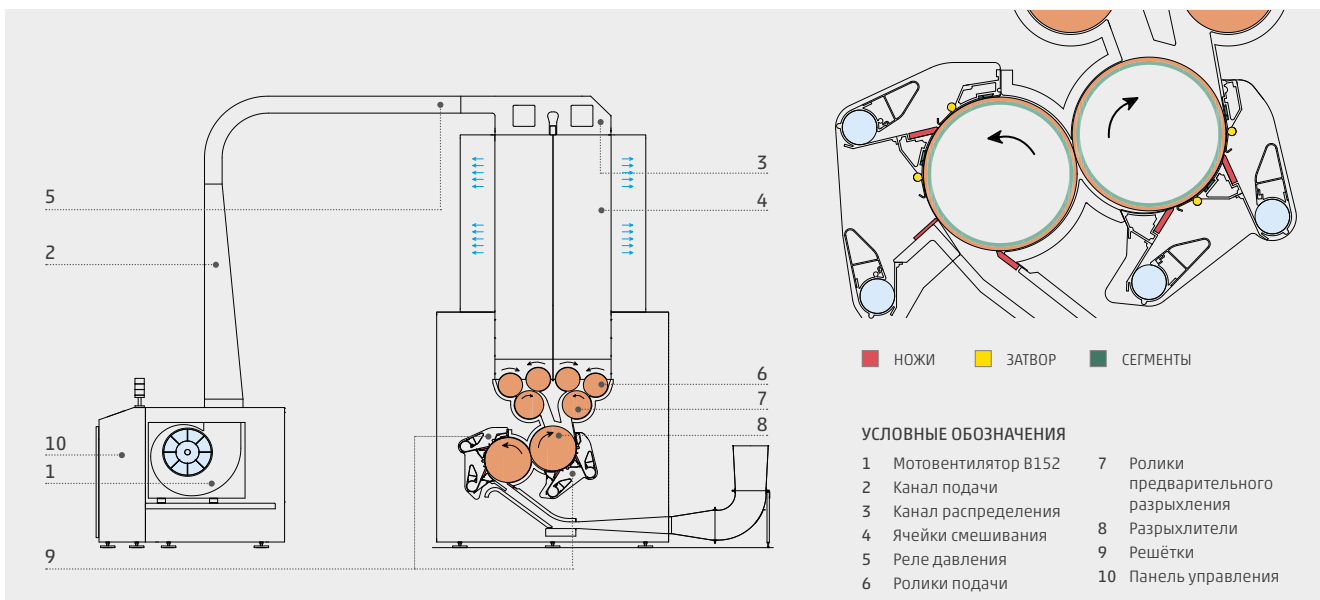 5
2
10
1
9
3
4
6
7
8
НОЖИ
ЗАТВОР
СЕГМЕНТЫ
УСЛОВНЫЕ ОБОЗНАЧЕНИЯ
1 Мотовентилятор B152
2 Канал подачи
3 Канал распределения
4 Ячейки смешивания
5 Реле давления
6 Ролики подачи
7 Ролики
предварительного
разрыхления
8 Разрыхлители
9 Решётки
10 Панель управления